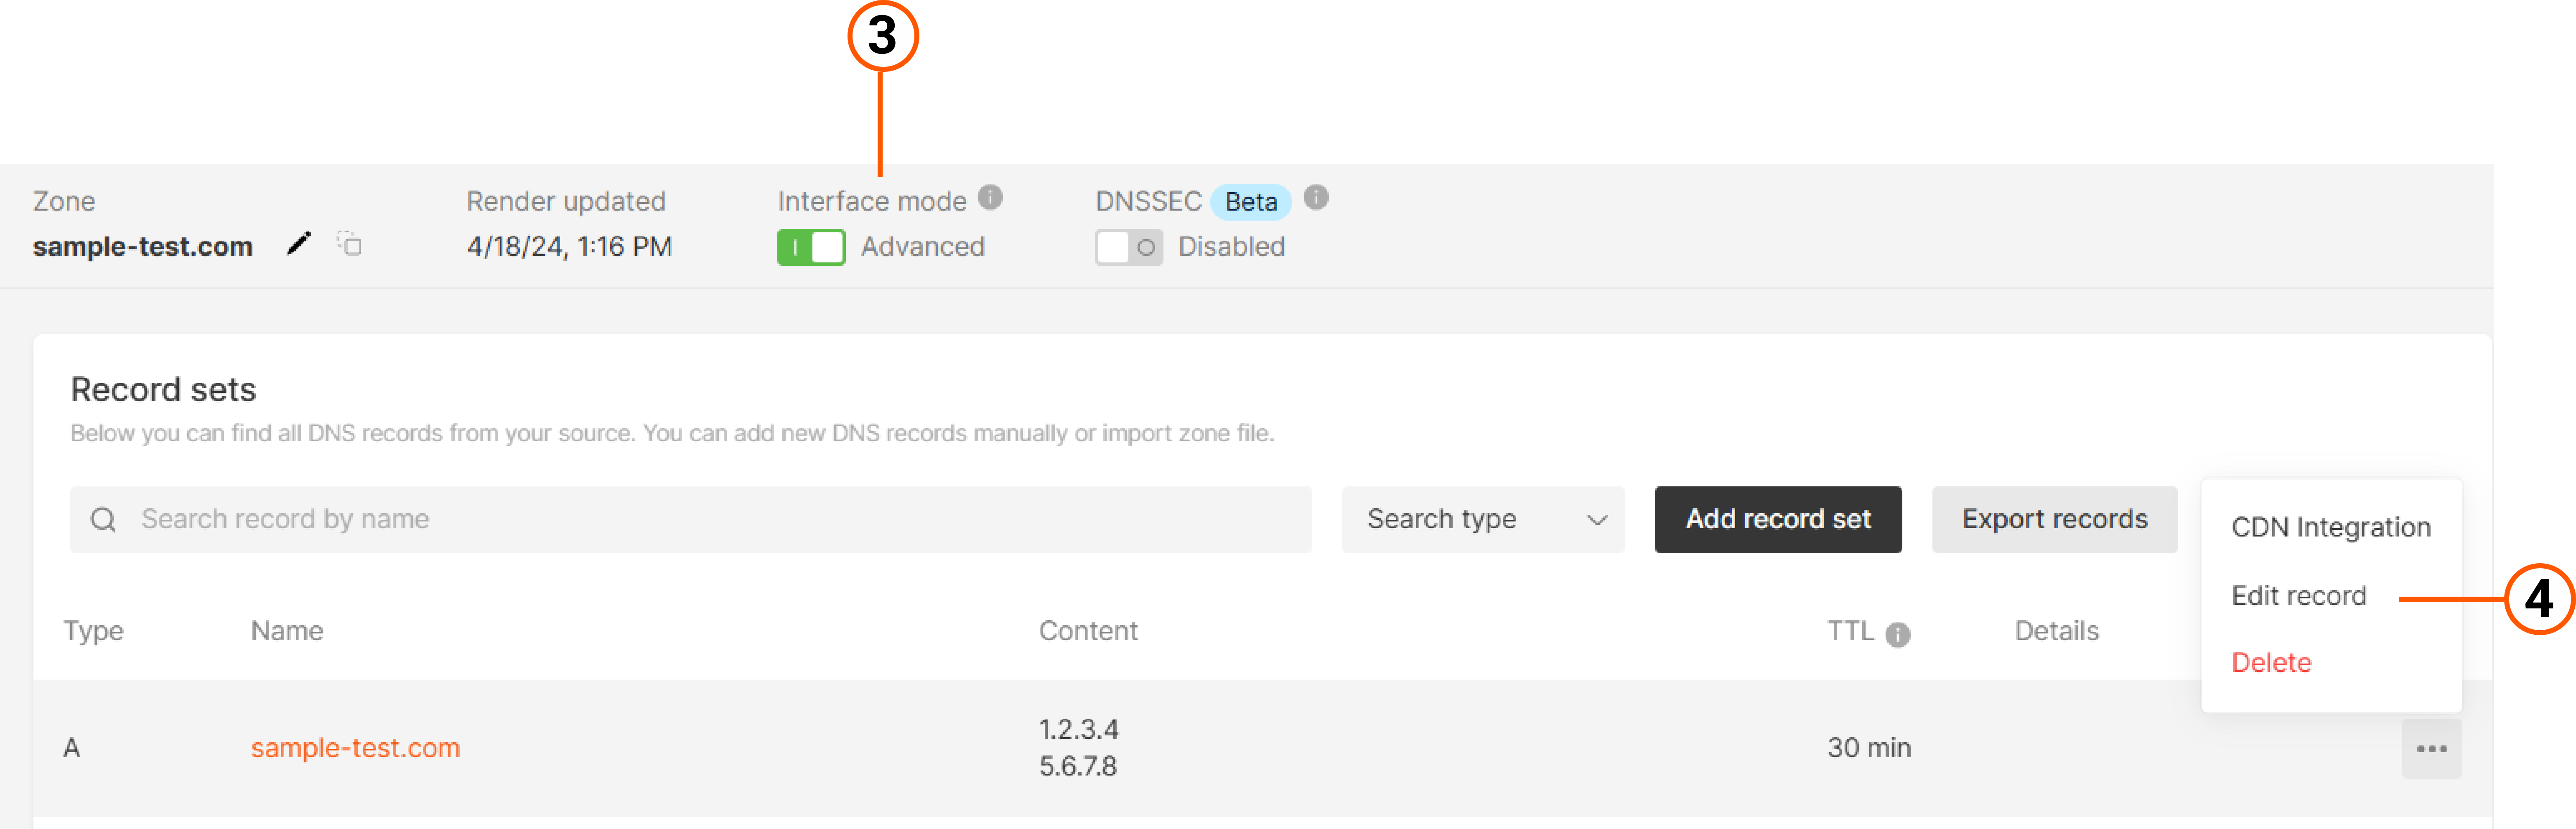 3
Zone
Render updated
Interface mode
DNSSEC Beta
sample-test.com
4/18/24, 1:16 PM
Advanced
Disabled
Record sets
Below you can find all DNS records from your source. You can add new DNS records manually or import zone file.
Search record by name
Search type
Add record set
Export records
CDN Integration
Edit record
4
Delete
Type
Name
Content
TTL
Details
A
sample-test.com
1.2.3.4
5.6.7.8
30 min